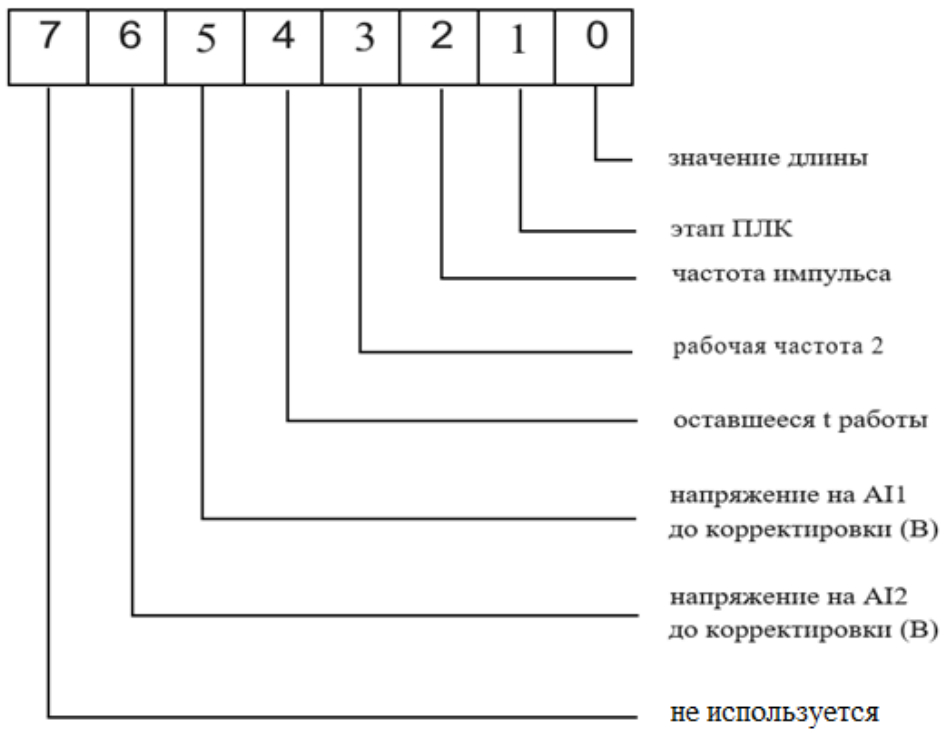 7 6 5 4 3 2 1 0
значение длины
этап ПЛК
частота импульса
рабочая частота 2
оставшееся t работы
напряжение на AI1
до корректировки (В)
напряжение на AI2
до корректировки (В)
не используется